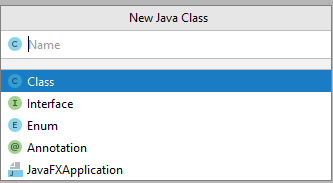 New Java Class
C Name
C Class
I Interface
E Enum
@ Annotation
J JavaFXApplication